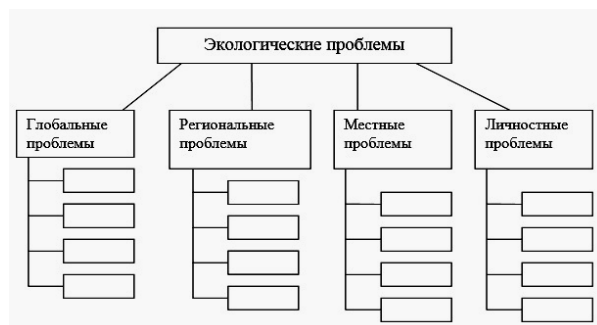 Экологические проблемы
Глобальные
проблемы
Региональные
проблемы
Местные
проблемы
Личностные
проблемы